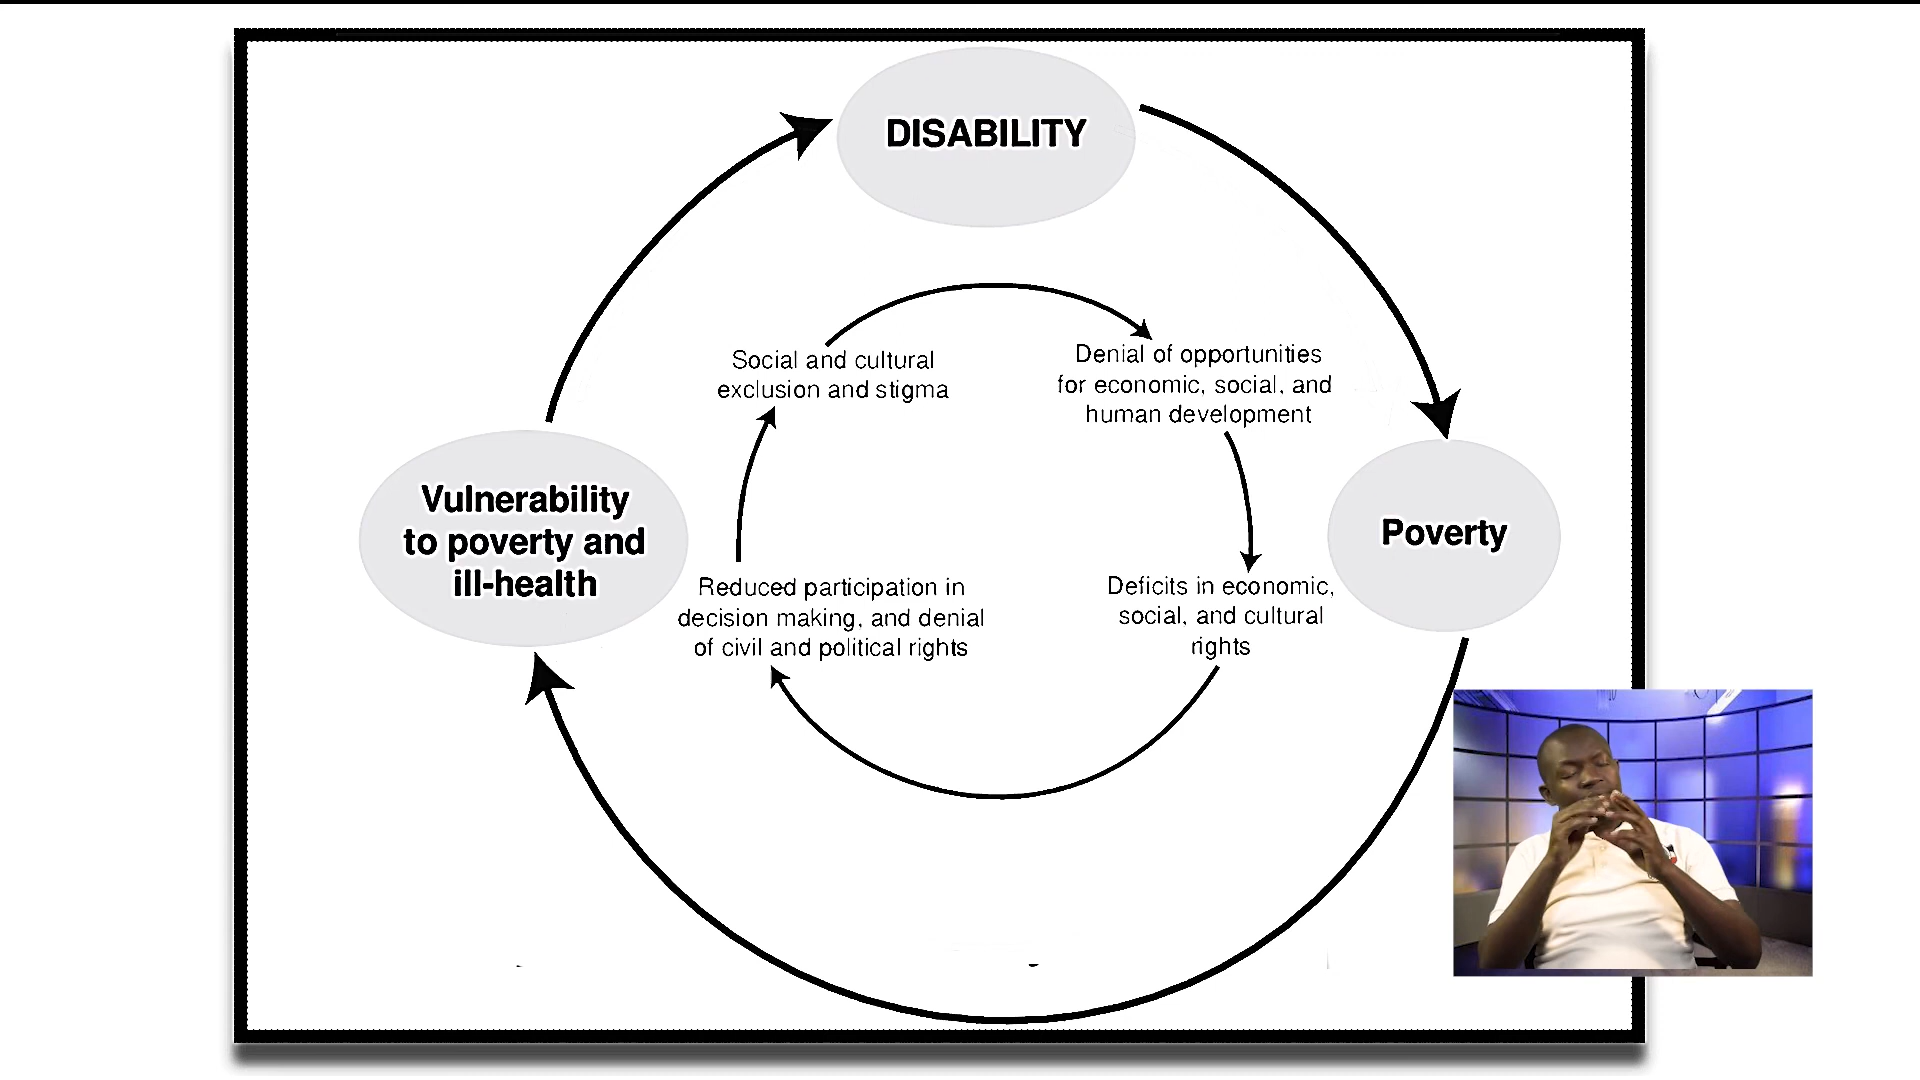 DISABILITY
Social and cultural
exclusion and stigma
Denial of opportunities
for economic, social, and
human development
Vulnerability
to poverty and
ill-health
Poverty
Reduced participation in
decision making, and denial
of civil and political rights
Deficits in economic,
social, and cultural
rights